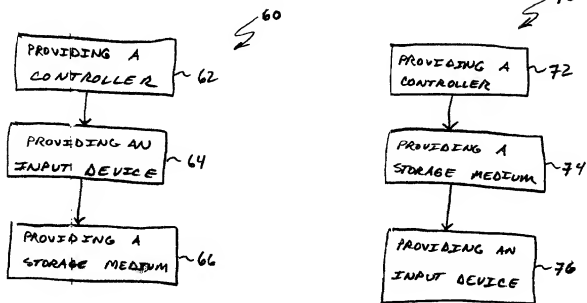 60
PROVIDING A
CONTROLLER
62
PROVIDING AN
INPUT DEVICE
64
PROVIDING A
STORAGE MEDIUM
66
PROVIDING A
CONTROLLER
72
PROVIDING A
STORAGE MEDIUM
74
PROVIDING AN
INPUT DEVICE
76